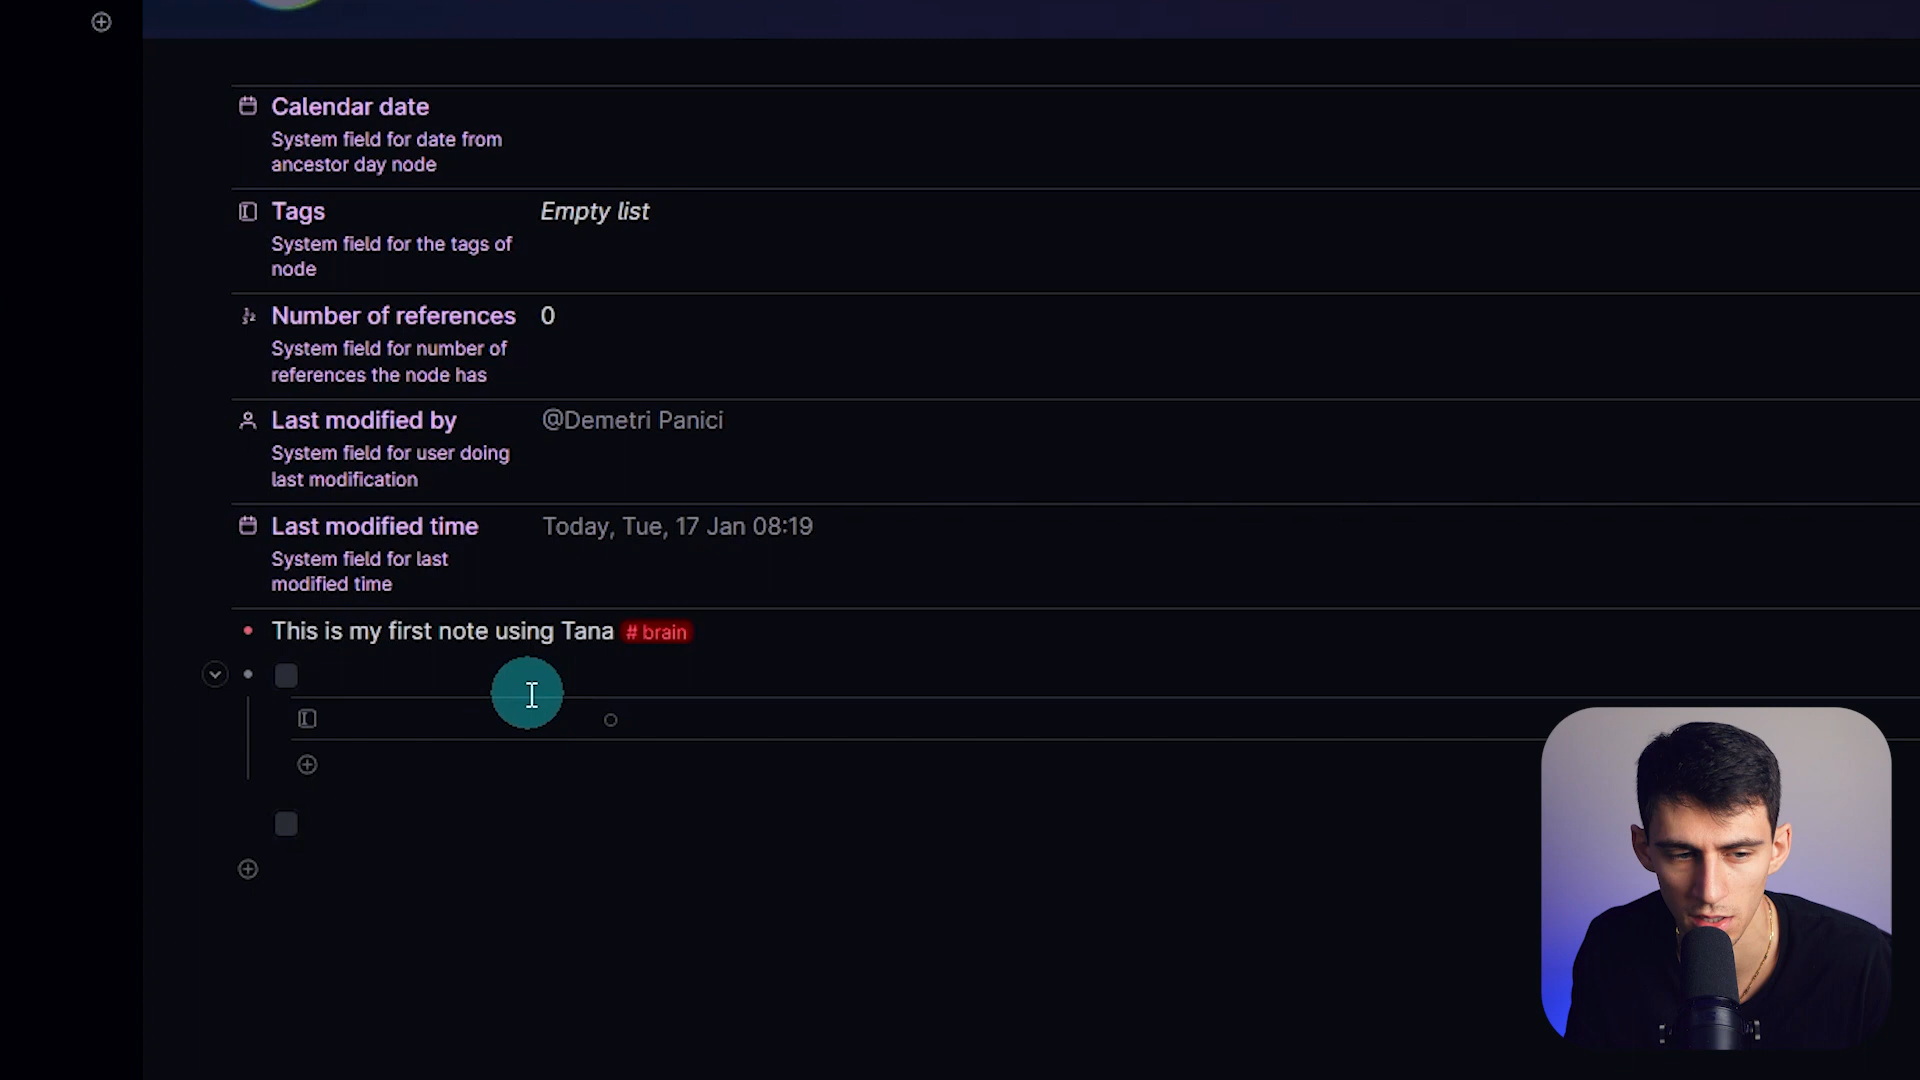 Calendar date
System field for date from
ancestor day node
Tags Empty list
System field for the tags of
node
Number of references 0
System field for number of
references the node has
Last modified by @Demetri Panici
System field for user doing
last modification
Last modified time Today, Tue, 17 Jan 08:19
System field for last
modified time
This is my first note using Tana # brain